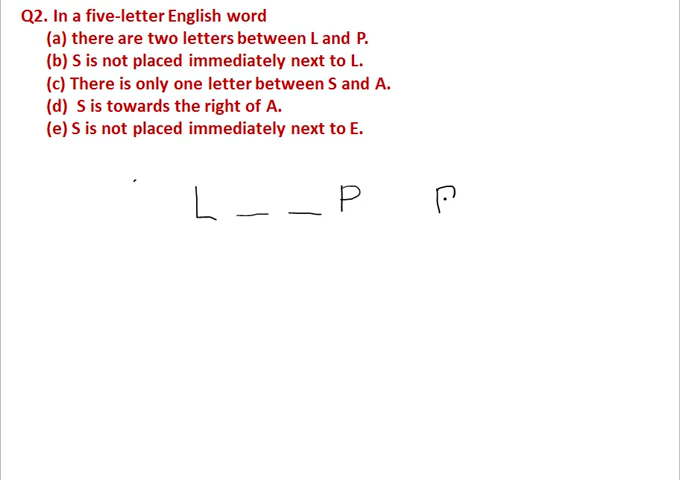 Q2. In a five-letter English word
(a) there are two letters between L and P.
(b) S is not placed immediately next to L.
(c) There is only one letter between S and A.
(d) S is towards the right of A.
(e) S is not placed immediately next to E.
L _ _ P P